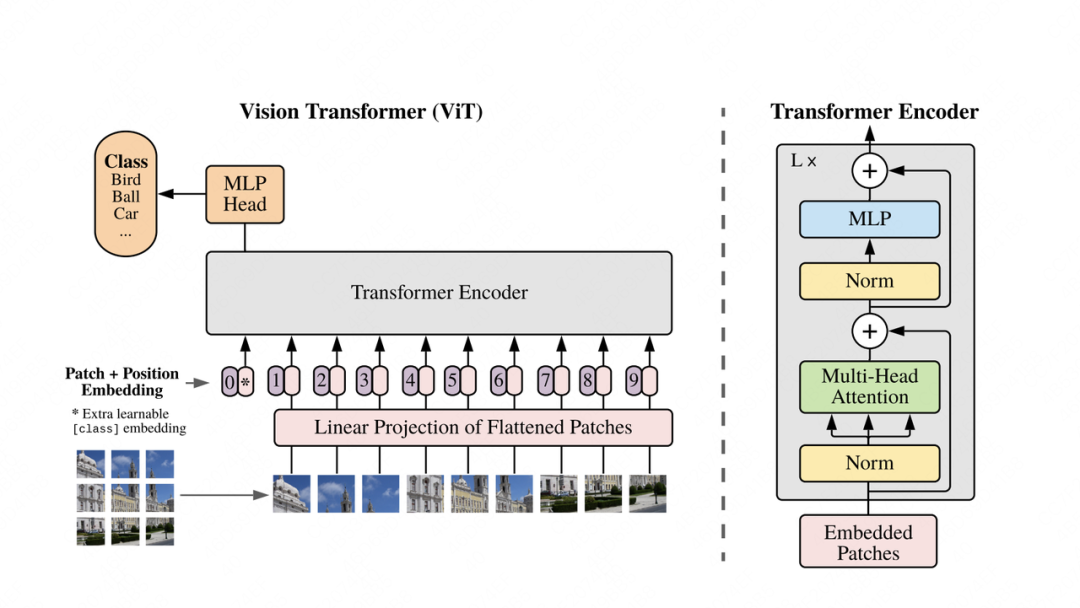 Vision Transformer (ViT)
Class
Bird
Ball
Car
...
MLP
Head
Transformer Encoder
Patch + Position
Embedding
* Extra learnable
[class] embedding
0 * 1 2 3 4 5 6 7 8 9
Linear Projection of Flattened Patches
Transformer Encoder
L x
+
MLP
Norm
+
Multi-Head
Attention
Norm
Embedded
Patches